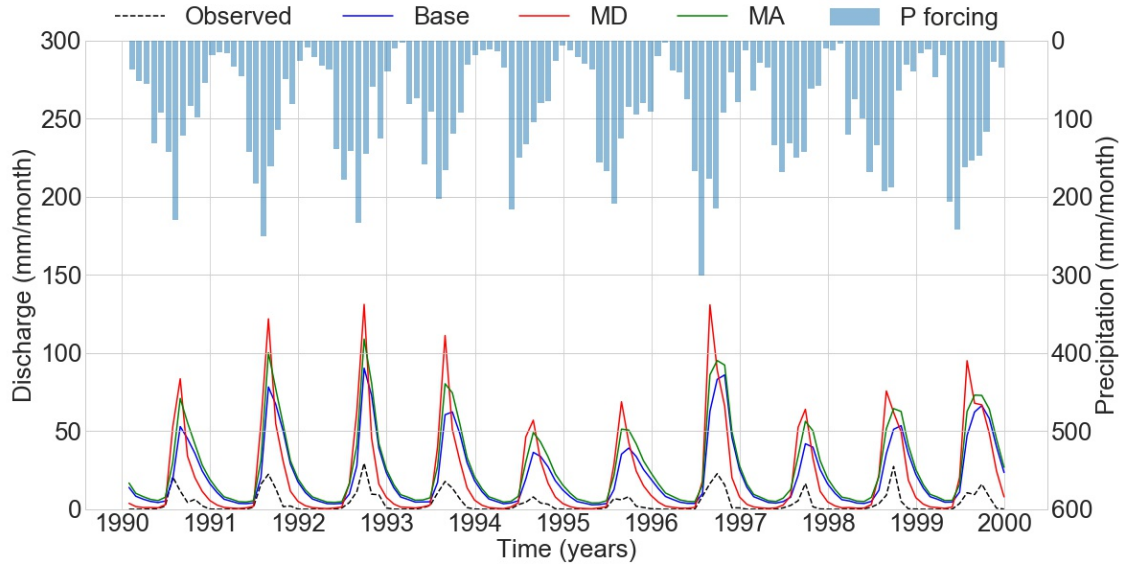 Observed Base MD MA P forcing
300 0
250 100
200 200
150 300
100 400
50 500
0 600
Discharge (mm/month)
Precipitation (mm/month)
1990 1991 1992 1993 1994 1995 1996 1997 1998 1999 2000
Time (years)